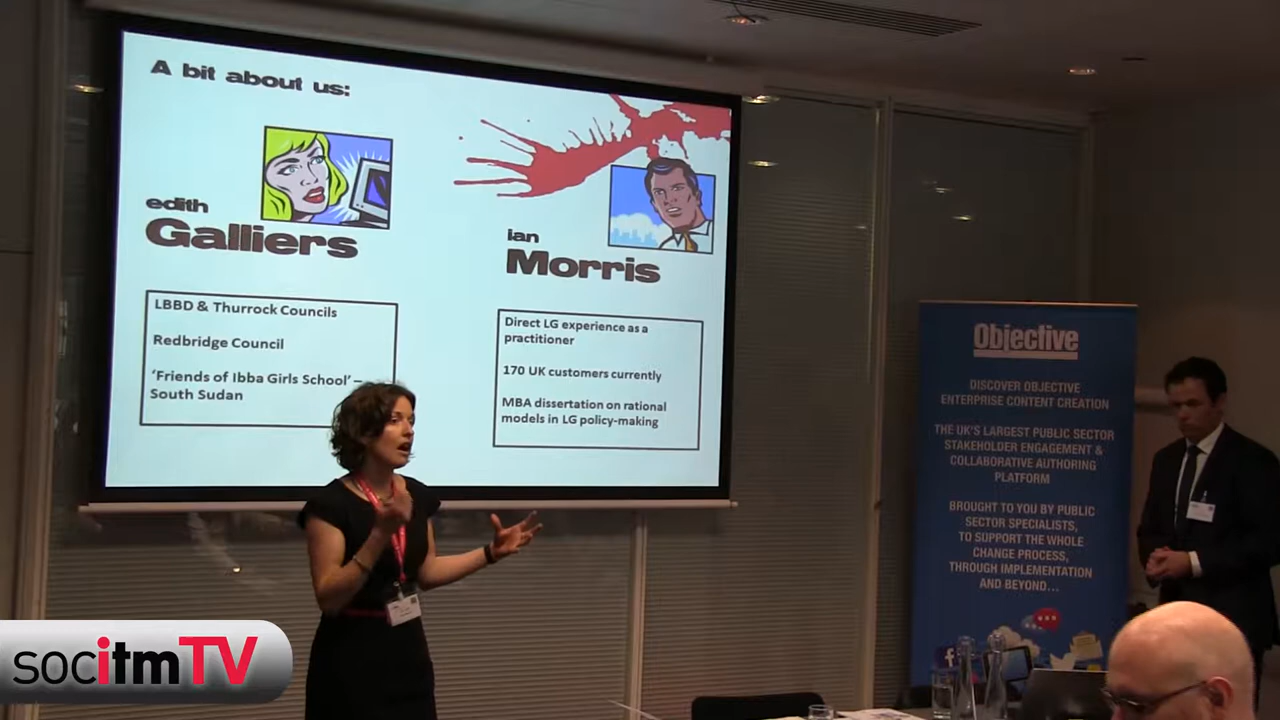 A bit about us:
edith
Galliers
LBBD & Thurrock Councils
Redbridge Council
‘Friends of Ibba Girls School’ –
South Sudan
ian
Morris
Direct LG experience as a
practitioner
170 UK customers currently
MBA dissertation on rational
models in LG policy-making
Objective
DISCOVER OBJECTIVE
ENTERPRISE CONTENT CREATION
THE UK'S LARGEST PUBLIC SECTOR
STAKEHOLDER ENGAGEMENT &
COLLABORATIVE AUTHORING
PLATFORM
BROUGHT TO YOU BY PUBLIC
SECTOR SPECIALISTS,
TO SUPPORT THE WHOLE
CHANGE PROCESS,
THROUGH IMPLEMENTATION
AND BEYOND...
socitmTV